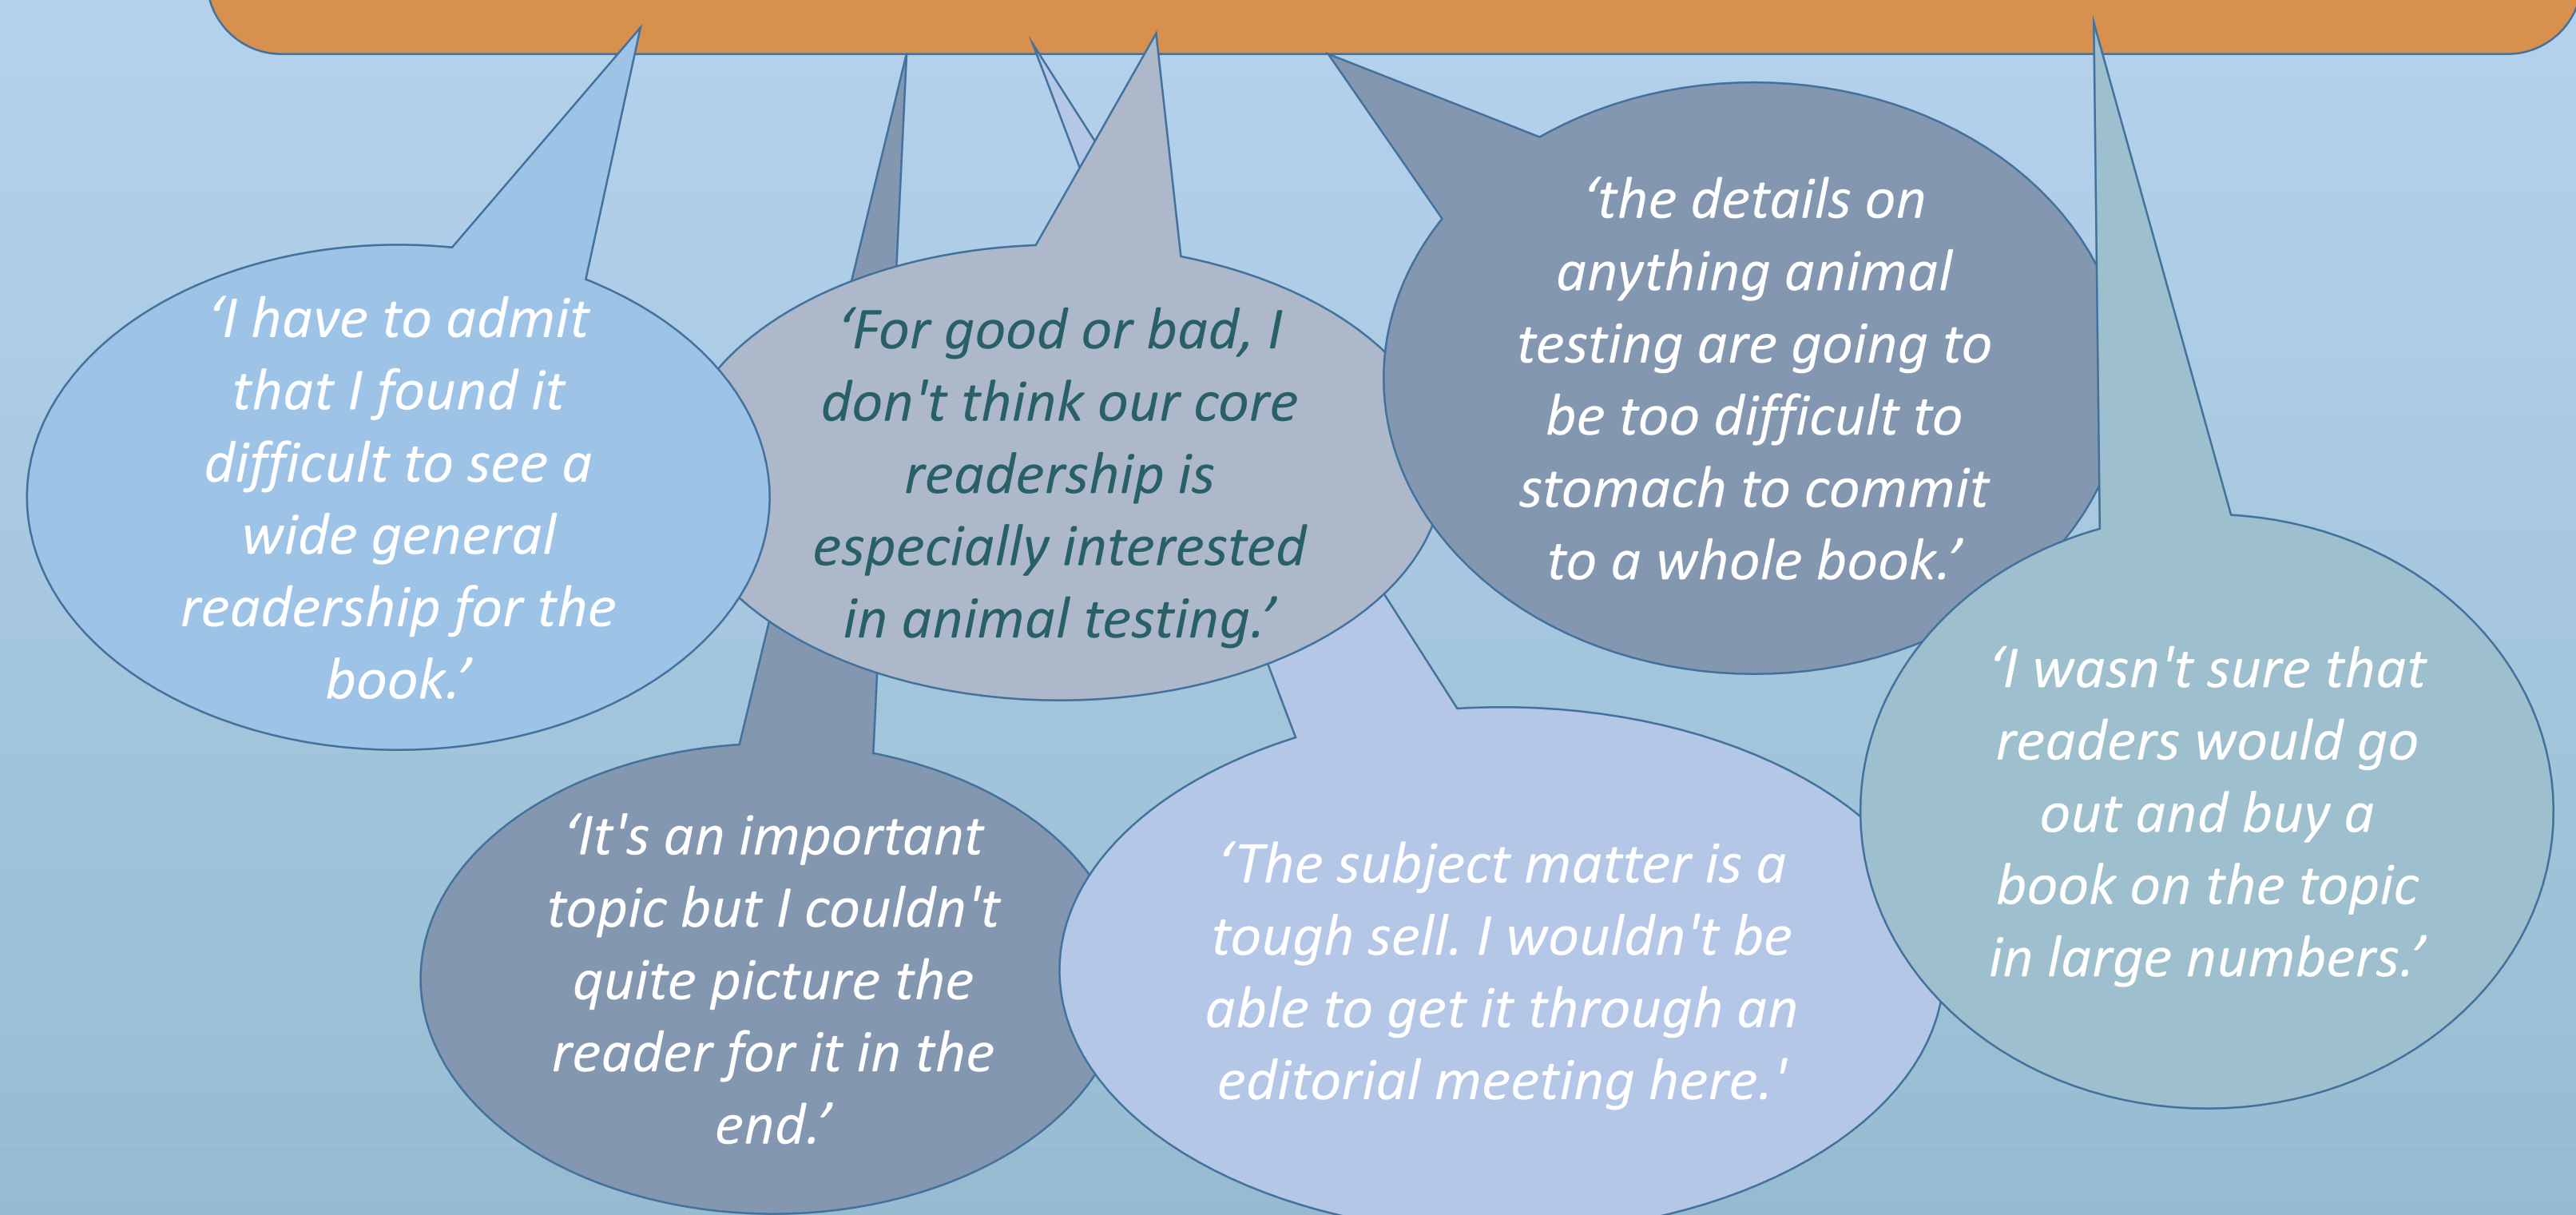 ‘I have to admit
that I found it
difficult to see a
wide general
readership for the
book.’
‘For good or bad, I
don't think our core
readership is
especially interested
in animal testing.’
‘the details on
anything animal
testing are going to
be too difficult to
stomach to commit
to a whole book.’
‘It's an important
topic but I couldn't
quite picture the
reader for it in the
end.’
‘The subject matter is a
tough sell. I wouldn't be
able to get it through an
editorial meeting here.'
‘I wasn't sure that
readers would go
out and buy a
book on the topic
in large numbers.’